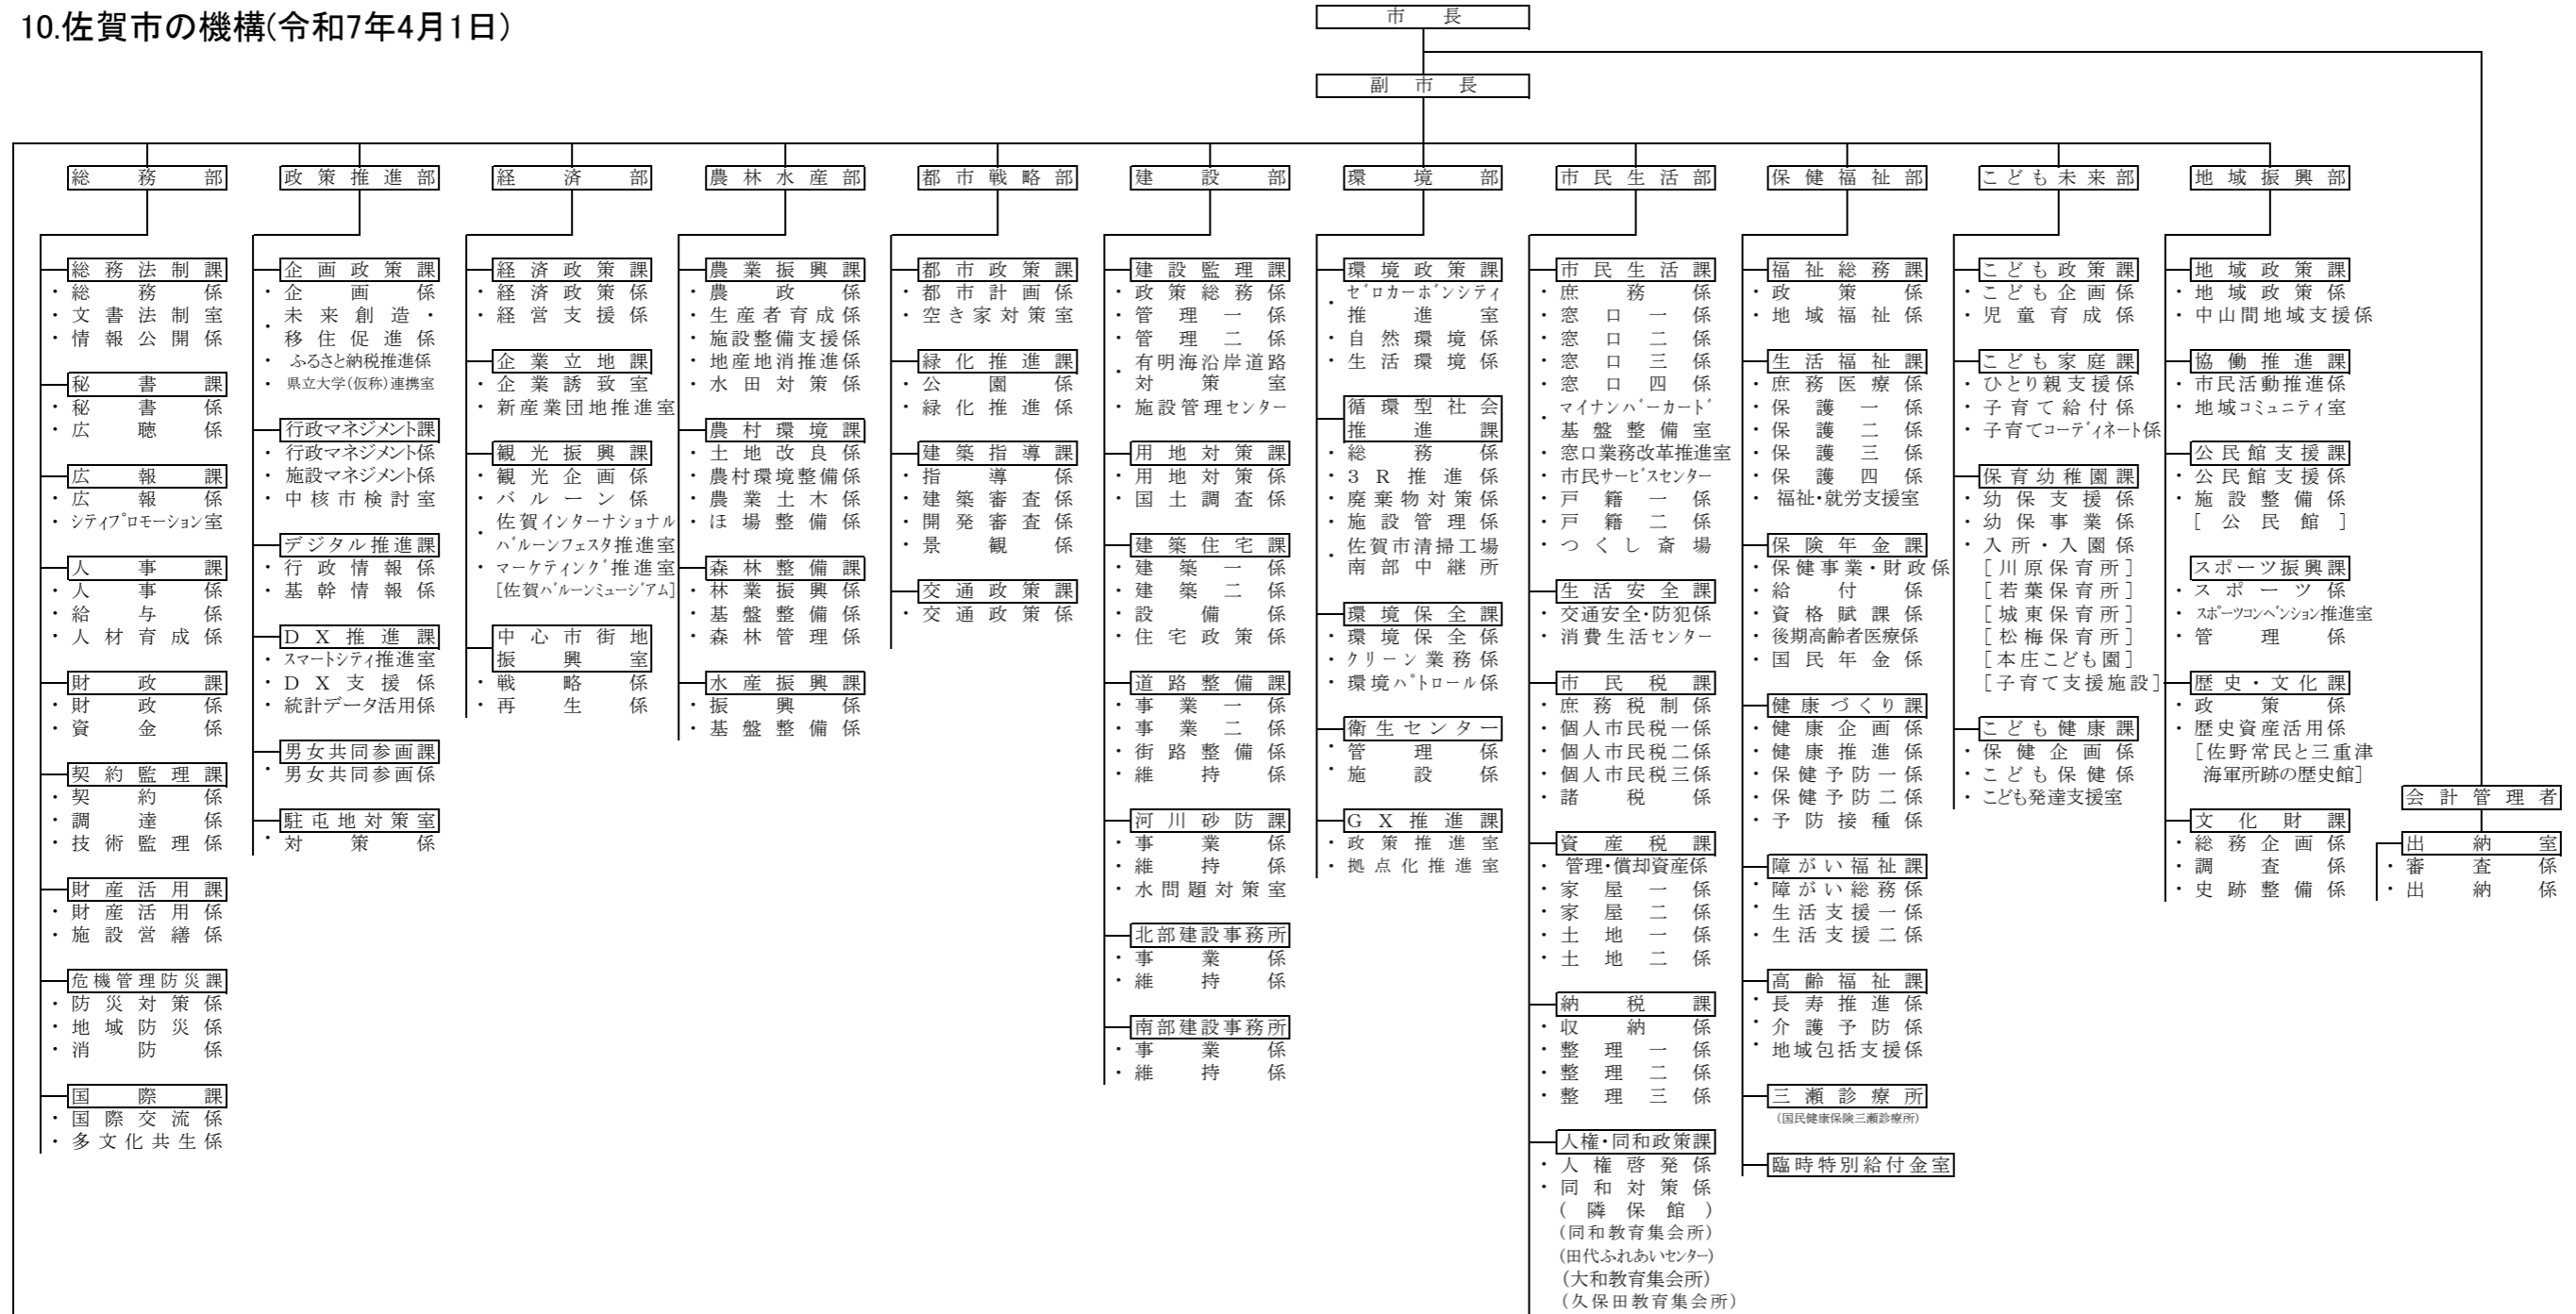 10.佐賀市の機構(令和7年4月1日)
市長
副市長
総務部
総務法制課
・総務係
・文書法制室
・情報公開係
秘書課
・秘書係
・広聴係
広報課
・広報係
・シティプロモーション室
人事課
・人事係
・給与係
・人材育成係
財政課
・財政係
・資金係
契約監理課
・契約係
・調達係
・技術監理係
財産活用課
・財産活用係
・施設営繕係
危機管理防災課
・防災対策係
・地域防災係
・消防係
国際課
・国際交流係
・多文化共生係
政策推進部
企画政策課
・企画係
・未来創造・
移住促進係
・ふるさと納税推進係
・県立大学(仮称)連携室
行政マネジメント課
・行政マネジメント係
・施設マネジメント係
・中核市検討室
デジタル推進課
・行政情報係
・基幹情報係
DX推進課
・スマートシティ推進室
・DX支援係
・統計データ活用係
男女共同参画課
・男女共同参画係
駐屯地対策室
・対策係
経済部
経済政策課
・経済政策係
・経営支援係
企業立地課
・企業誘致室
・新産業団地推進室
観光振興課
・観光企画係
・バルーン係
・佐賀インターナショナル
バルーンフェスタ推進室
・マーケティング推進室
[佐賀バルーンミュージアム]
中心市街地
振興室
・戦略係
・再生係
農林水産部
農業振興課
・農政係
・生産者育成係
・施設整備支援係
・地産地消推進係
・水田対策係
農村環境課
・土地改良係
・農村環境整備係
・農業土木係
・ほ場整備係
森林整備課
・林業振興係
・基盤整備係
・森林管理係
水産振興課
・振興係
・基盤整備係
都市戦略部
都市政策課
・都市計画係
・空き家対策室
緑化推進課
・公園係
・緑化推進係
建築指導課
・指導係
・建築審査係
・開発審査係
・景観係
交通政策課
・交通政策係
建設部
建設監理課
・政策総務係
・管理一係
・管理二係
・有明海沿岸道路
対策室
・施設管理センター
用地対策課
・用地対策係
・国土調査係
建築住宅課
・建築一係
・建築二係
・設備係
・住宅政策係
道路整備課
・事業一係
・事業二係
・街路整備係
・維持係
河川砂防課
・事業係
・維持係
・水問題対策室
北部建設事務所
・事業係
・維持係
南部建設事務所
・事業係
・維持係
環境部
環境政策課
・ゼロカーボンシティ
推進室
・自然環境係
・生活環境係
循環型社会
推進課
・総務係
・3R推進係
・廃棄物対策係
・施設管理係
・佐賀市清掃工場
南部中継所
環境保全課
・環境保全係
・クリーン業務係
・環境パトロール係
衛生センター
・管理係
・施設係
GX推進課
・政策推進室
・拠点化推進室
市民生活部
市民生活課
・庶務係
・窓口一係
・窓口二係
・窓口三係
・窓口四係
・マイナンバーカード
基盤整備室
・窓口業務改革推進室
・市民サービスセンター
・戸籍一係
・戸籍二係
・つくし斎場
生活安全課
・交通安全・防犯係
・消費生活センター
市民税課
・庶務税制係
・個人市民税一係
・個人市民税二係
・個人市民税三係
・諸税係
資産税課
・管理・償却資産係
・家屋一係
・家屋二係
・土地一係
・土地二係
納税課
・収納係
・整理一係
・整理二係
・整理三係
人権・同和政策課
・人権啓発係
・同和対策係
(隣保館)
(同和教育集会所)
(田代ふれあいセンター)
(大和教育集会所)
(久保田教育集会所)
保健福祉部
福祉総務課
・政策係
・地域福祉係
生活福祉課
・庶務医療係
・保護一係
・保護二係
・保護三係
・保護四係
・福祉・就労支援室
保険年金課
・保健事業・財政係
・給付係
・資格賦課係
・後期高齢者医療係
・国民年金係
健康づくり課
・健康企画係
・健康推進係
・保健予防一係
・保健予防二係
・予防接種係
障がい福祉課
・障がい総務係
・生活支援一係
・生活支援二係
高齢福祉課
・長寿推進係
・介護予防係
・地域包括支援係
三瀬診療所
(国民健康保険三瀬診療所)
臨時特別給付金室
こども未来部
こども政策課
・こども企画係
・児童育成係
こども家庭課
・ひとり親支援係
・子育て給付係
・子育てコーディネート係
保育幼稚園課
・幼保支援係
・幼保事業係
・入所・入園係
[川原保育所]
[若葉保育所]
[城東保育所]
[松梅保育所]
[本庄こども園]
[子育て支援施設]
こども健康課
・保健企画係
・こども保健係
・こども発達支援室
地域振興部
地域政策課
・地域政策係
・中山間地域支援係
協働推進課
・市民活動推進係
・地域コミュニティ室
公民館支援課
・公民館支援係
・施設整備係
[公民館]
スポーツ振興課
・スポーツ係
・スポーツコンベンション推進室
・管理係
歴史・文化課
・政策係
・歴史資産活用係
[佐野常民と三重津
海軍所跡の歴史館]
文化財課
・総務企画係
・調査係
・史跡整備係
会計管理者
出納室
・審査係
・出納係